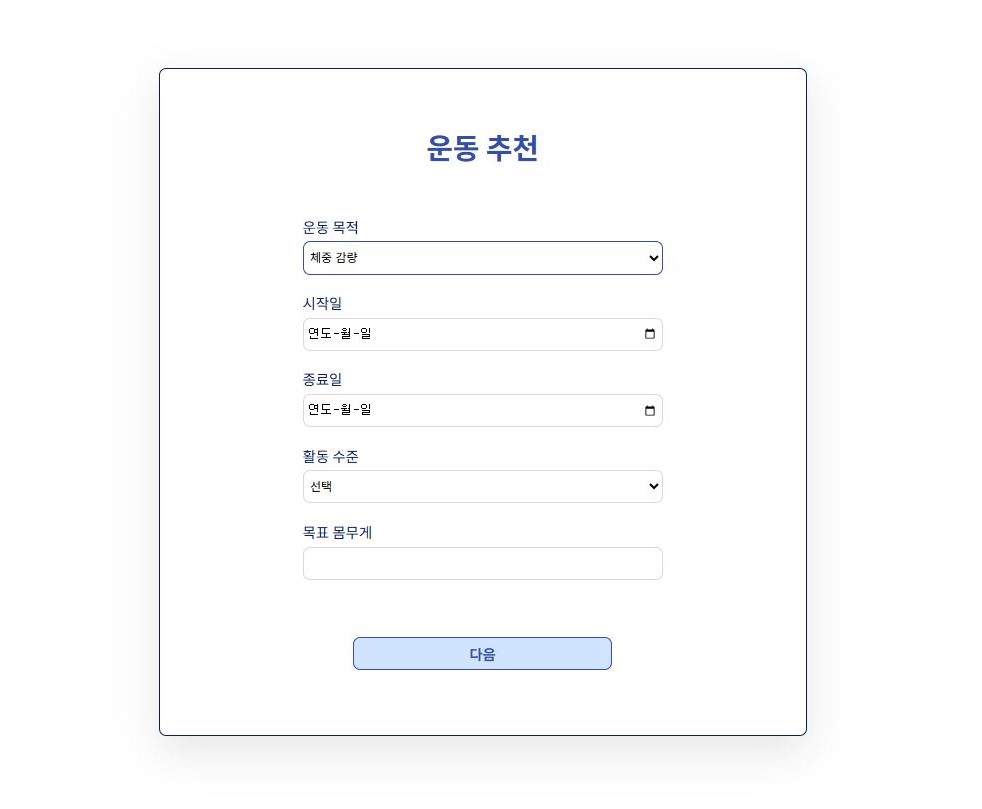 운동 추천
운동 목적
체중 감량
시작일
연도-월-일
종료일
연도-월-일
활동 수준
선택
목표 몸무게
다음